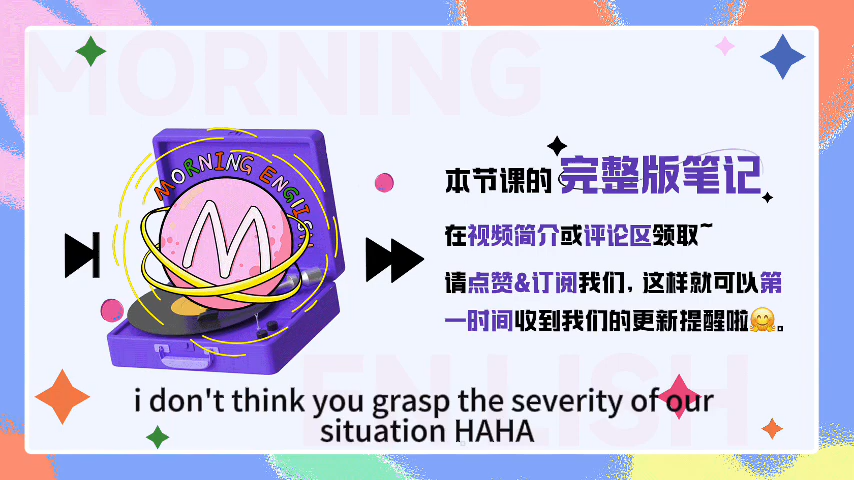 MORNING
MORNING ENGlISH
M
本节课的 完整版笔记
在视频简介或评论区领取~
请点赞&订阅我们, 这样就可以第
一时间收到我们的更新提醒啦🤗。
ENGLISH
i don't think you grasp the severity of our
situation HAHA